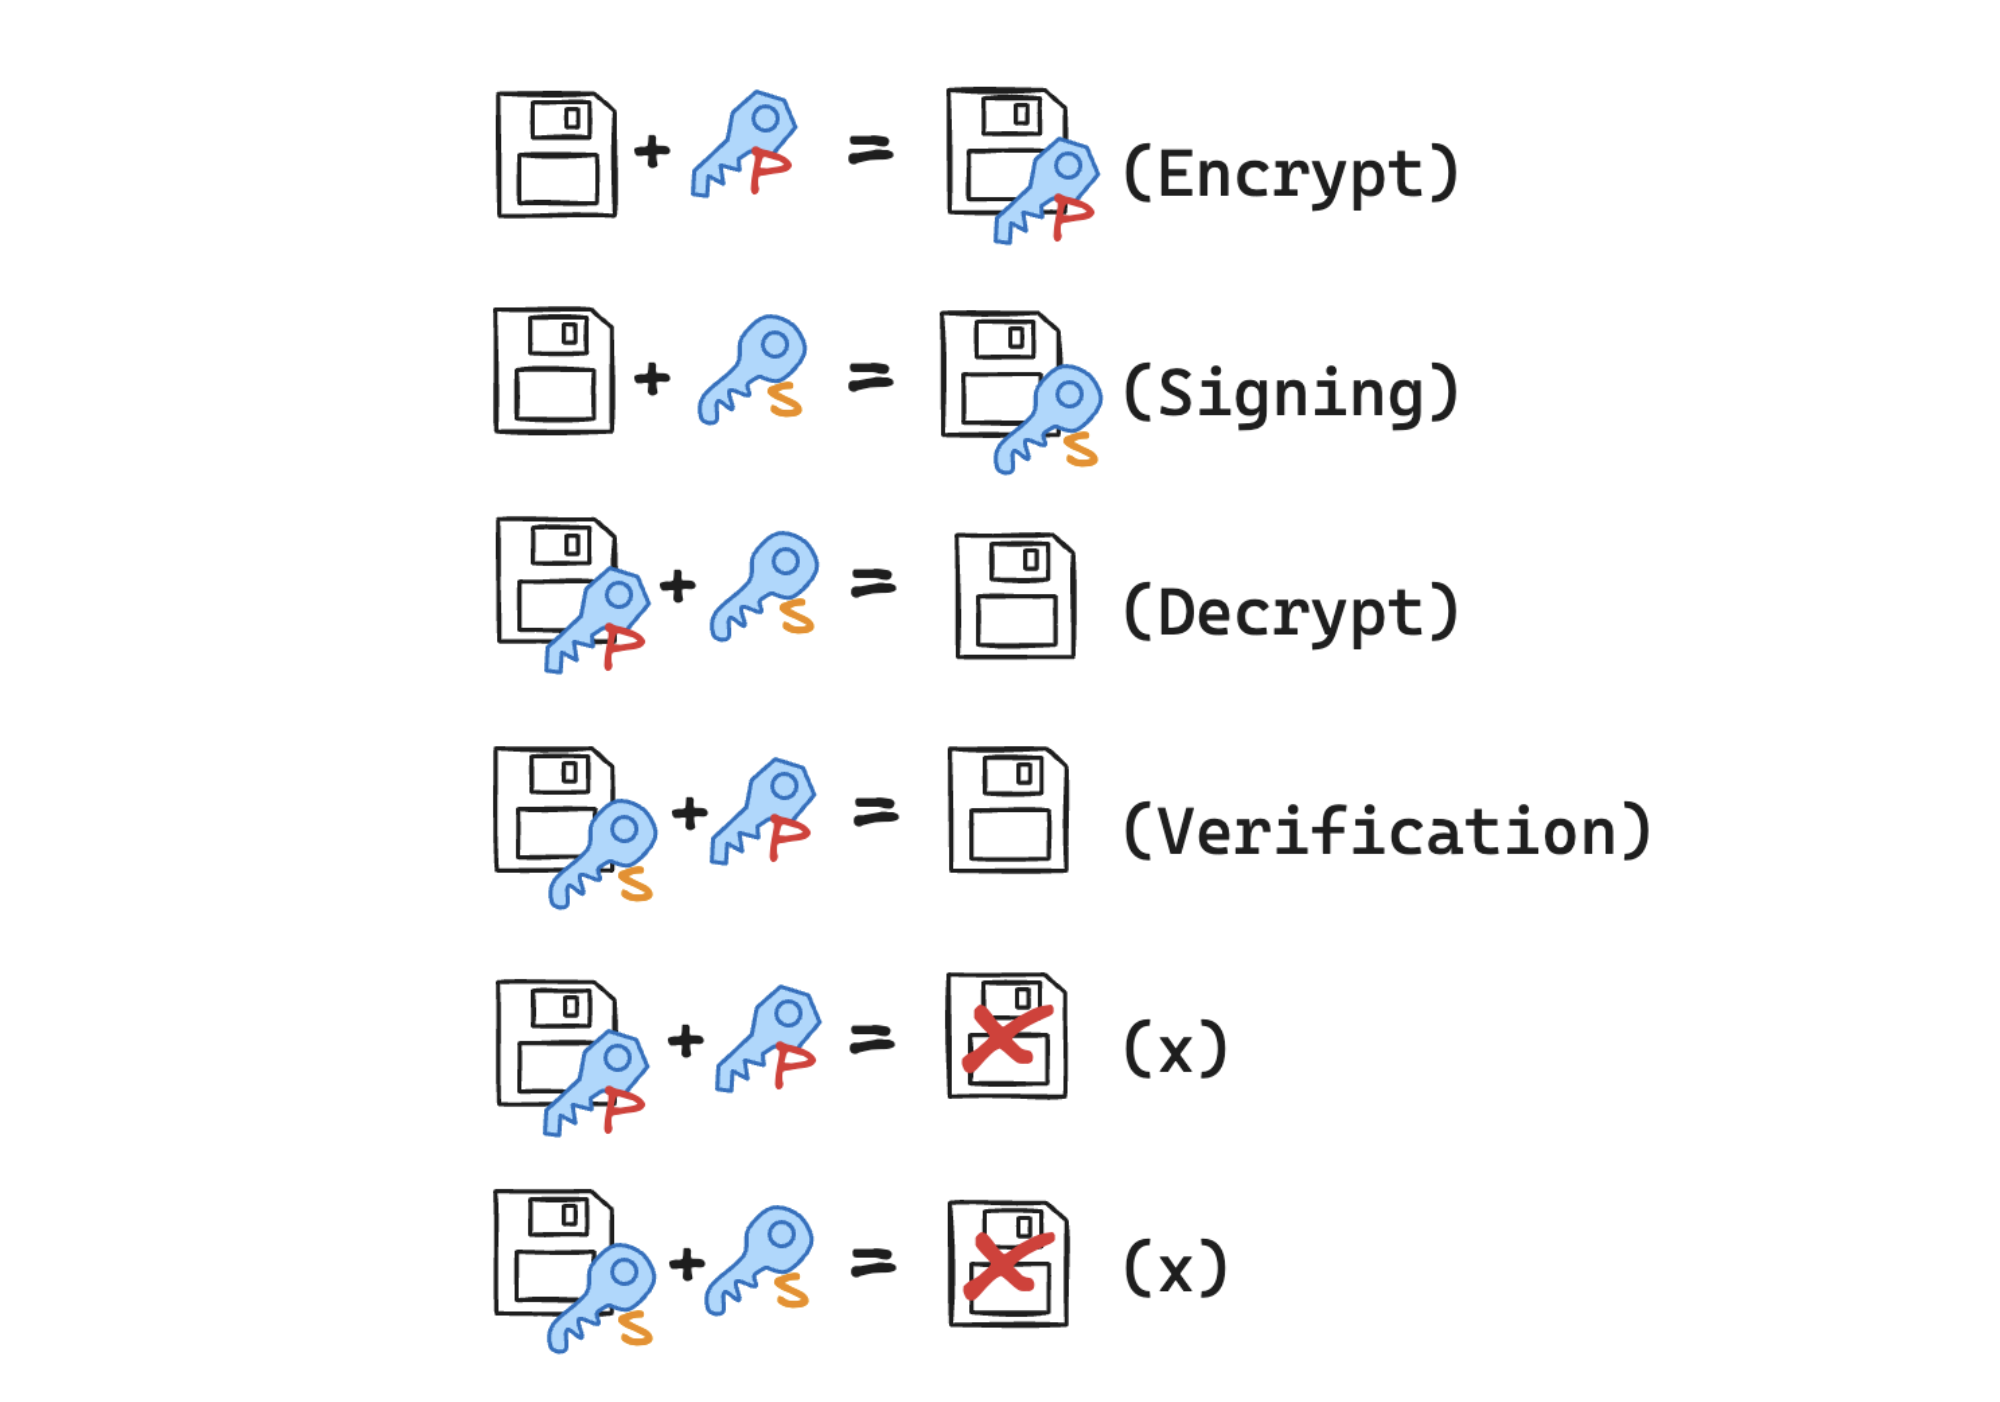 + P = P (Encrypt)
+ S = S (Signing)
P + S = (Decrypt)
S + P = (Verification)
P + P = (x)
S + S = (x)